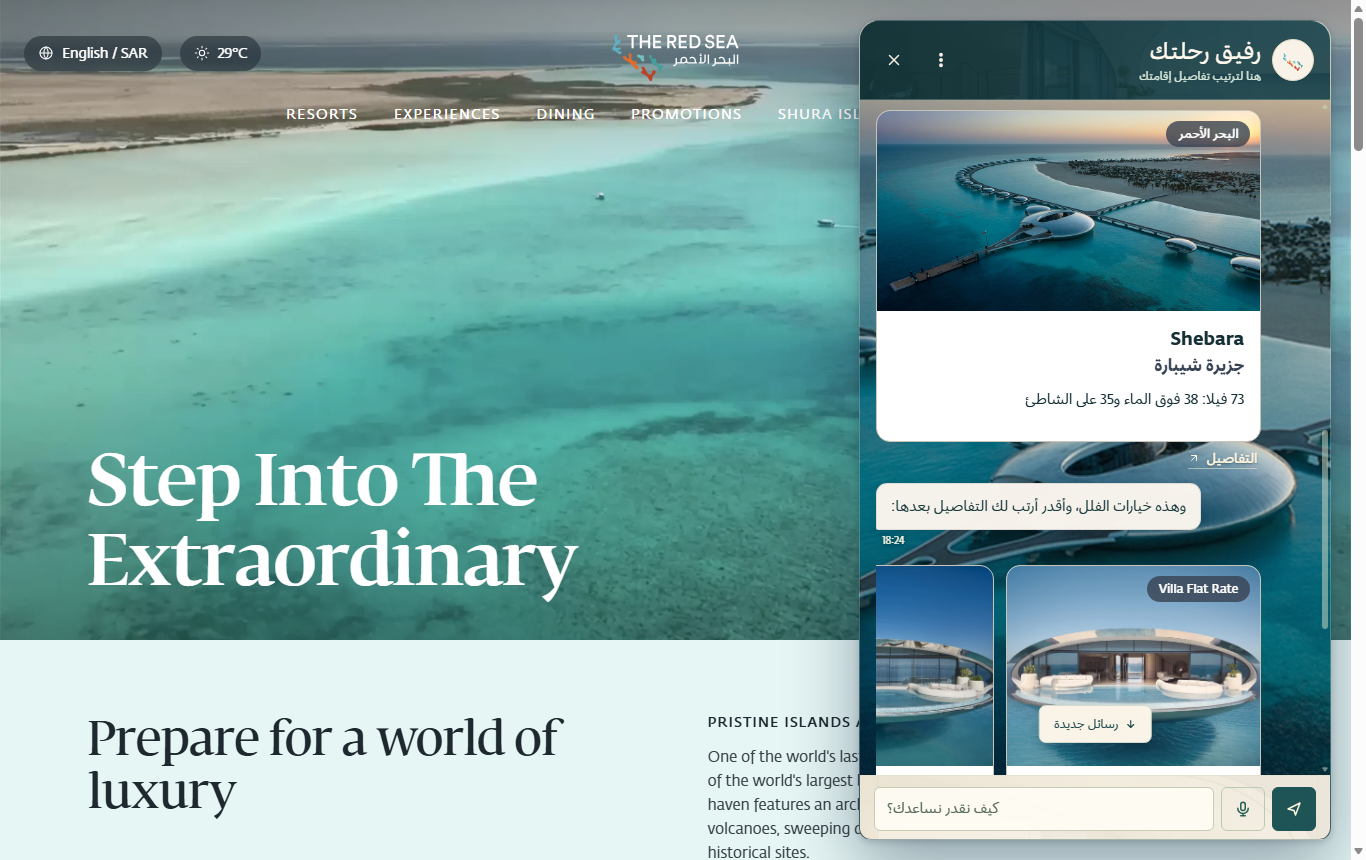 English / SAR
29°C
THE RED SEA
البحر الأحمر
RESORTS
EXPERIENCES
DINING
PROMOTIONS
SHURA ISL
Step Into The
Extraordinary
Prepare for a world of
luxury
PRISTINE ISLANDS
One of the world's las
of the world's largest
haven features an arc
volcanoes, sweeping
historical sites.
رفيق رحلتك
هنا لترتيب تفاصيل إقامتك
البحر الأحمر
Shebara
جزيرة شيبارة
73 فيلا: 38 فوق الماء و35 على الشاطئ
التفاصيل
وهذه خيارات الفلل، وأقدر أرتب لك التفاصيل بعدها:
18:24
Villa Flat Rate
رسائل جديدة
كيف نقدر نساعدك؟